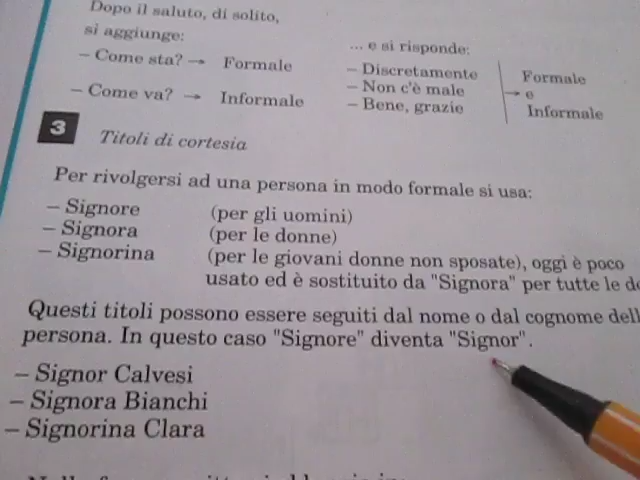 Dopo il saluto, di solito,
si aggiunge:
– Come sta? → Formale
– Come va? → Informale
... e si risponde:
– Discretamente
– Non c'è male
– Bene, grazie
Formale
→ e
Informale
3 Titoli di cortesia
Per rivolgersi ad una persona in modo formale si usa:
– Signore (per gli uomini)
– Signora (per le donne)
– Signorina (per le giovani donne non sposate), oggi è poco
usato ed è sostituito da "Signora" per tutte le
Questi titoli possono essere seguiti dal nome o dal cognome
persona. In questo caso "Signore" diventa "Signor".
– Signor Calvesi
– Signora Bianchi
– Signorina Clara